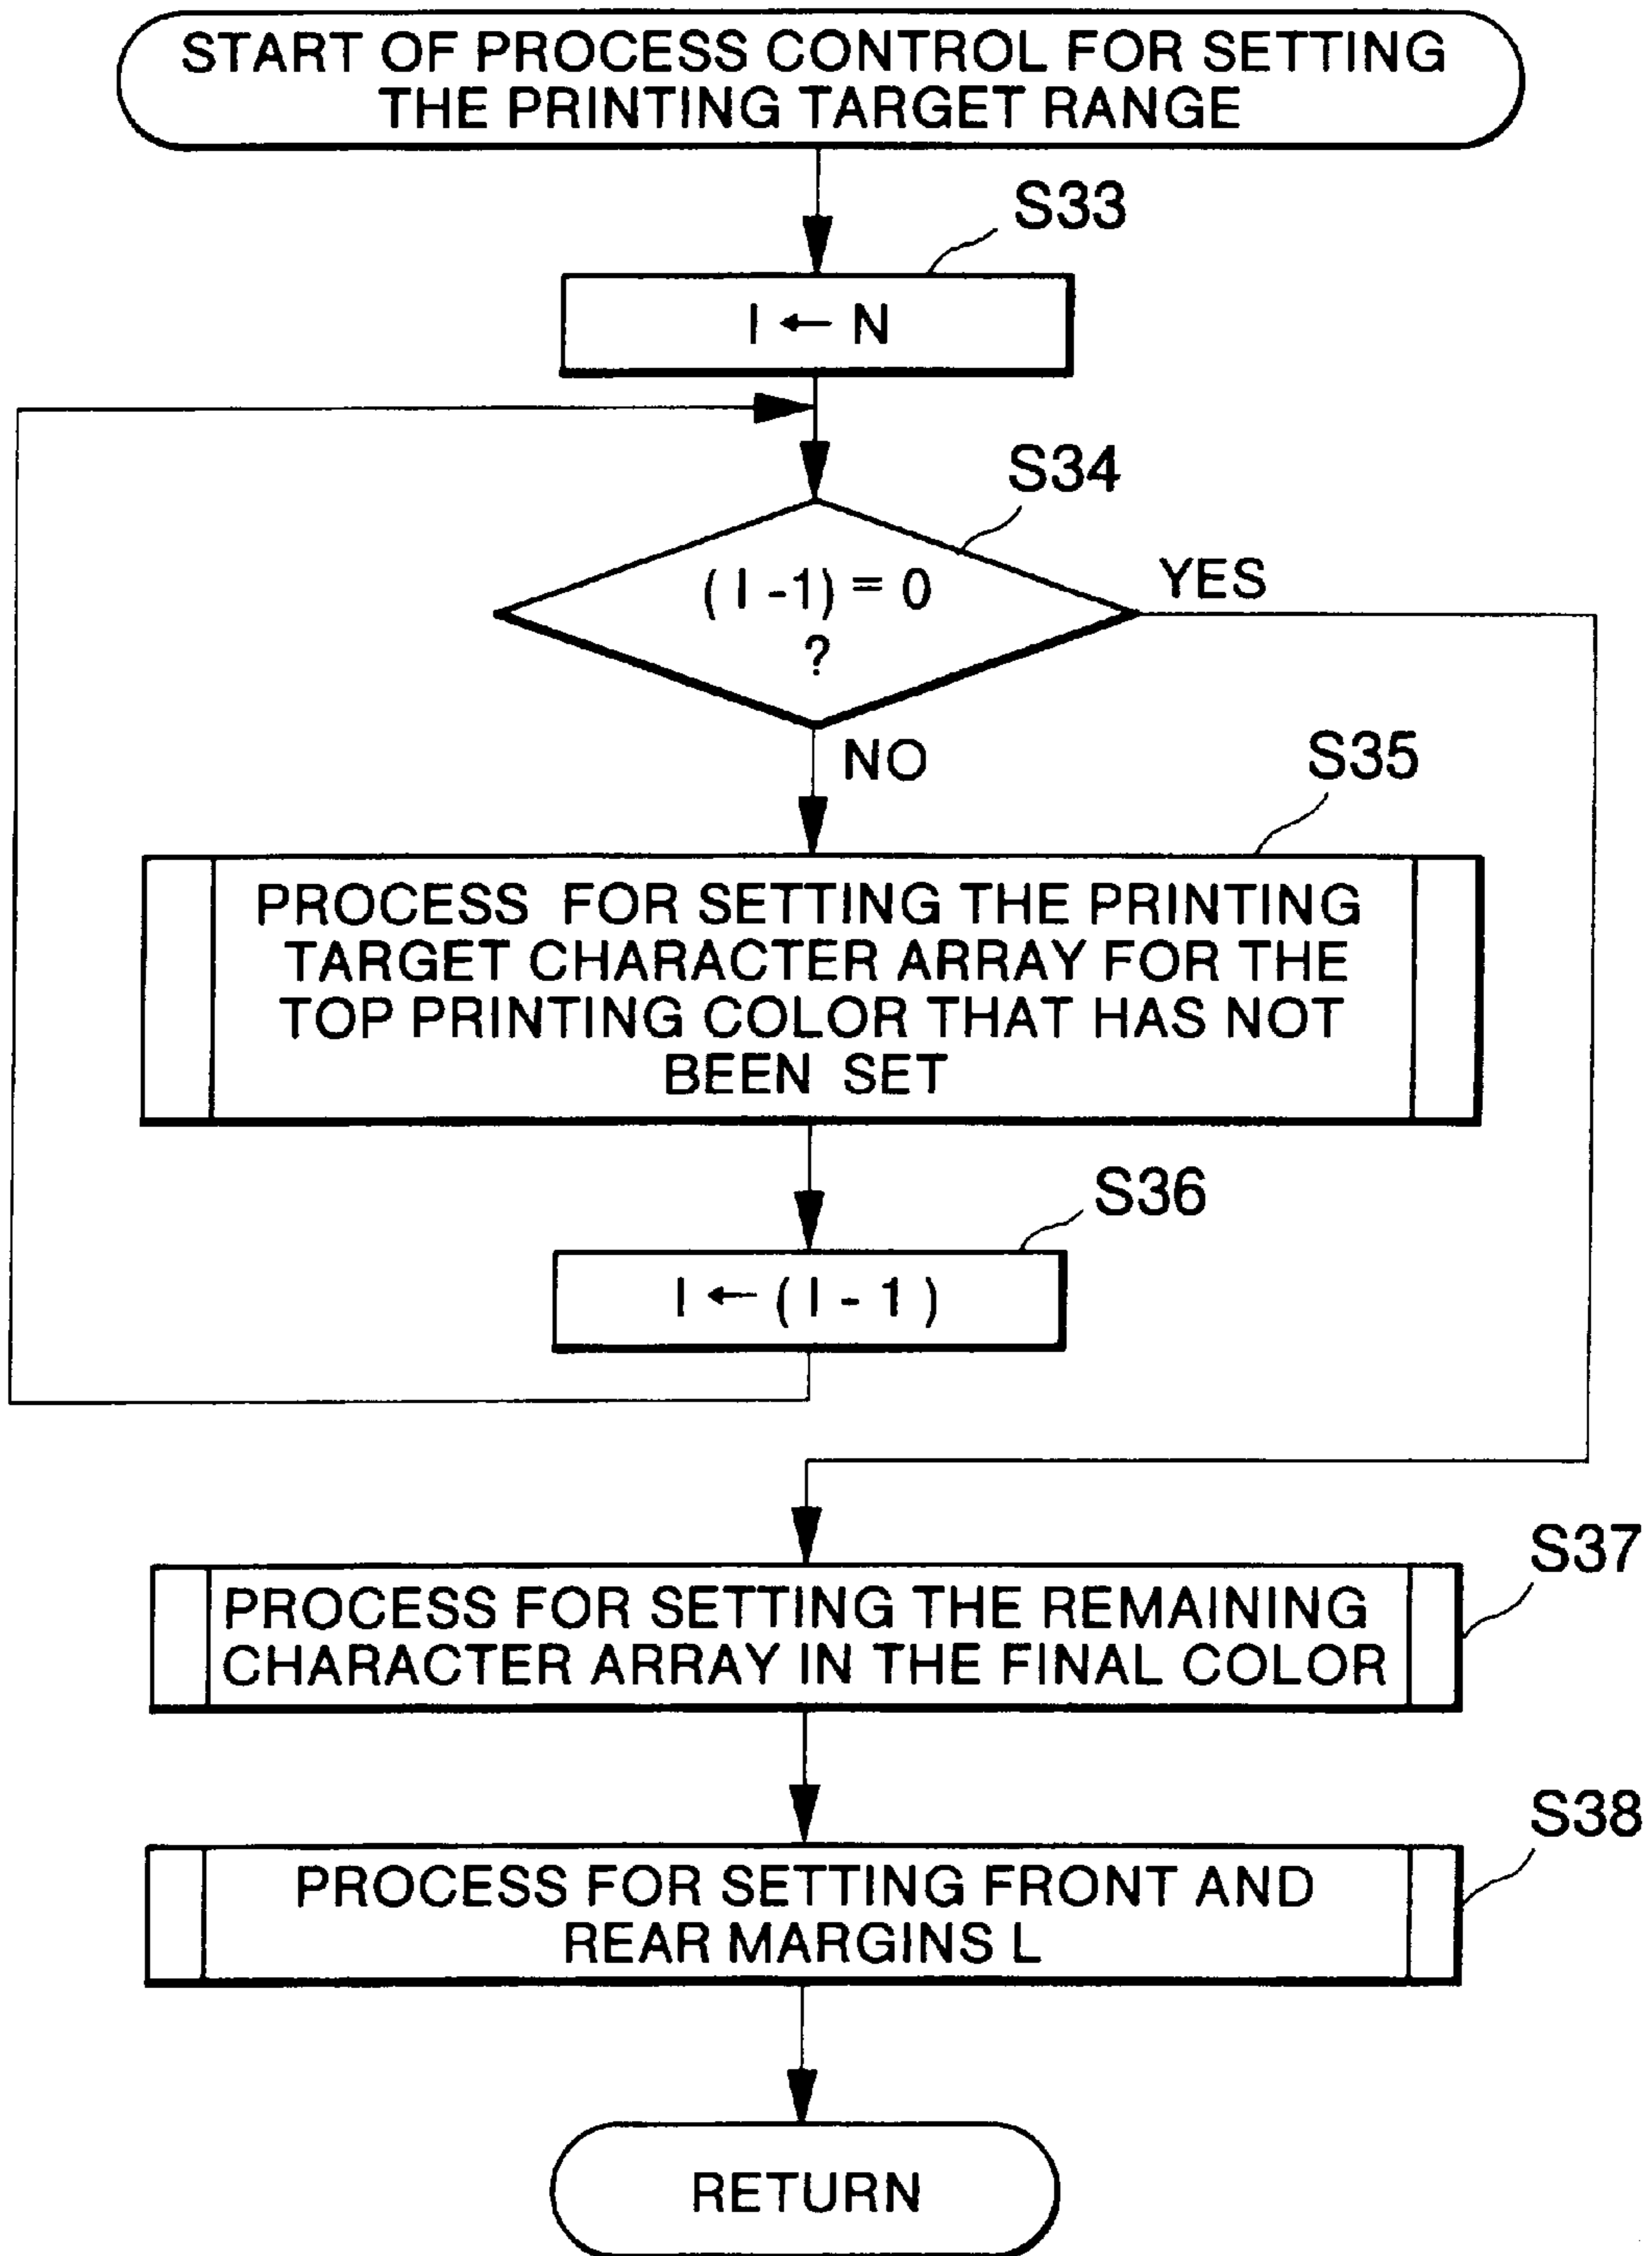 START OF PROCESS CONTROL FOR SETTING
THE PRINTING TARGET RANGE
S33
I ← N
S34
( I -1) = 0
?
YES
NO
S35
PROCESS FOR SETTING THE PRINTING
TARGET CHARACTER ARRAY FOR THE
TOP PRINTING COLOR THAT HAS NOT
BEEN SET
S36
I ← ( I - 1 )
S37
PROCESS FOR SETTING THE REMAINING
CHARACTER ARRAY IN THE FINAL COLOR
S38
PROCESS FOR SETTING FRONT AND
REAR MARGINS L
RETURN